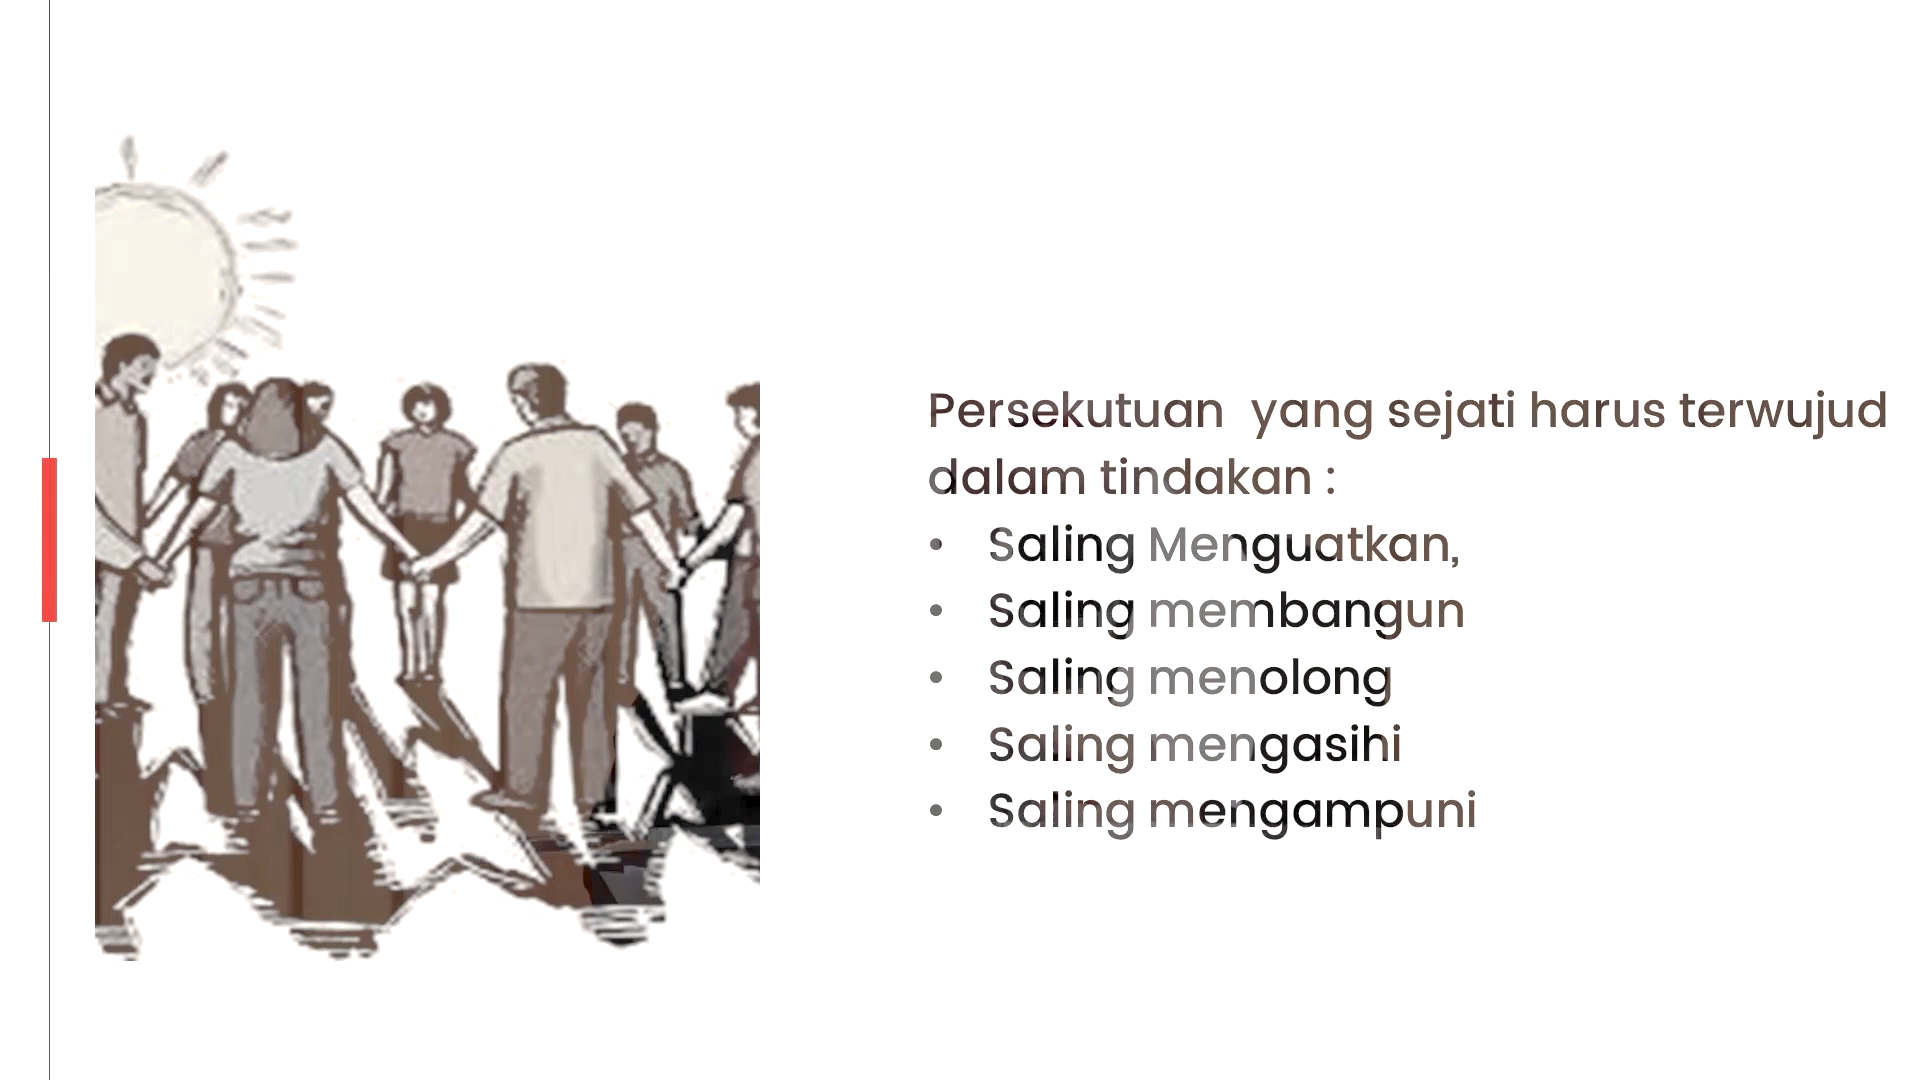 Persekutuan  yang sejati harus terwujud
dalam tindakan :
• Saling Menguatkan,
• Saling membangun
• Saling menolong
• Saling mengasihi
• Saling mengampuni